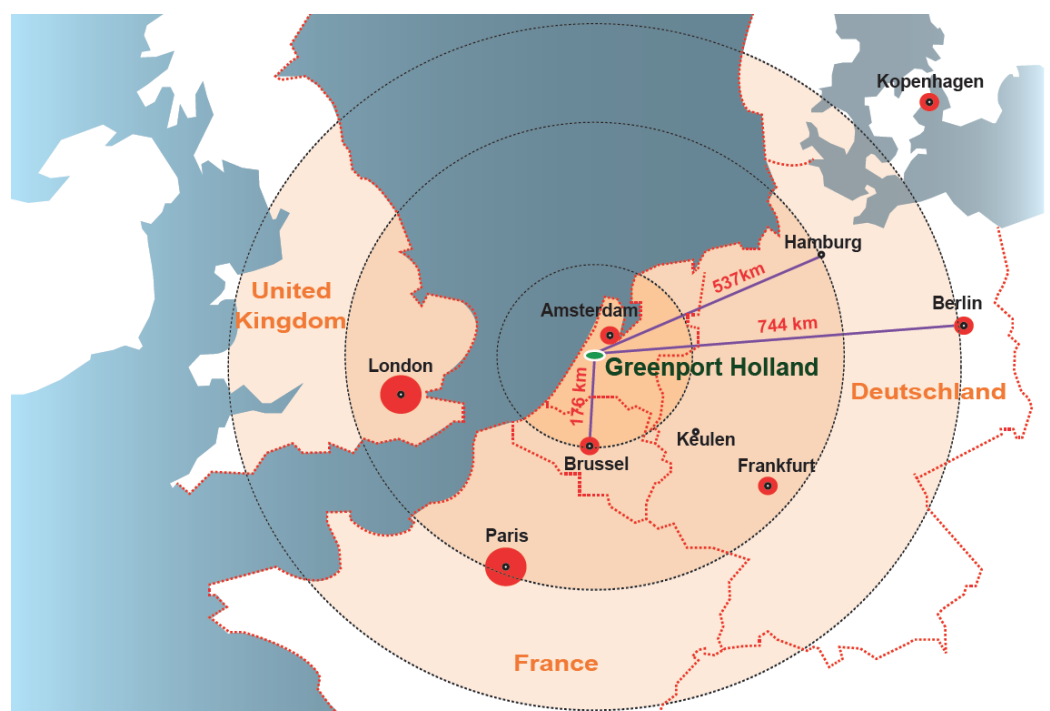 Kopenhagen
Hamburg
537km
United
Kingdom
Amsterdam
Berlin
744 km
London
Greenport Holland
176 km
Deutschland
Keulen
Brussel
Frankfurt
Paris
France